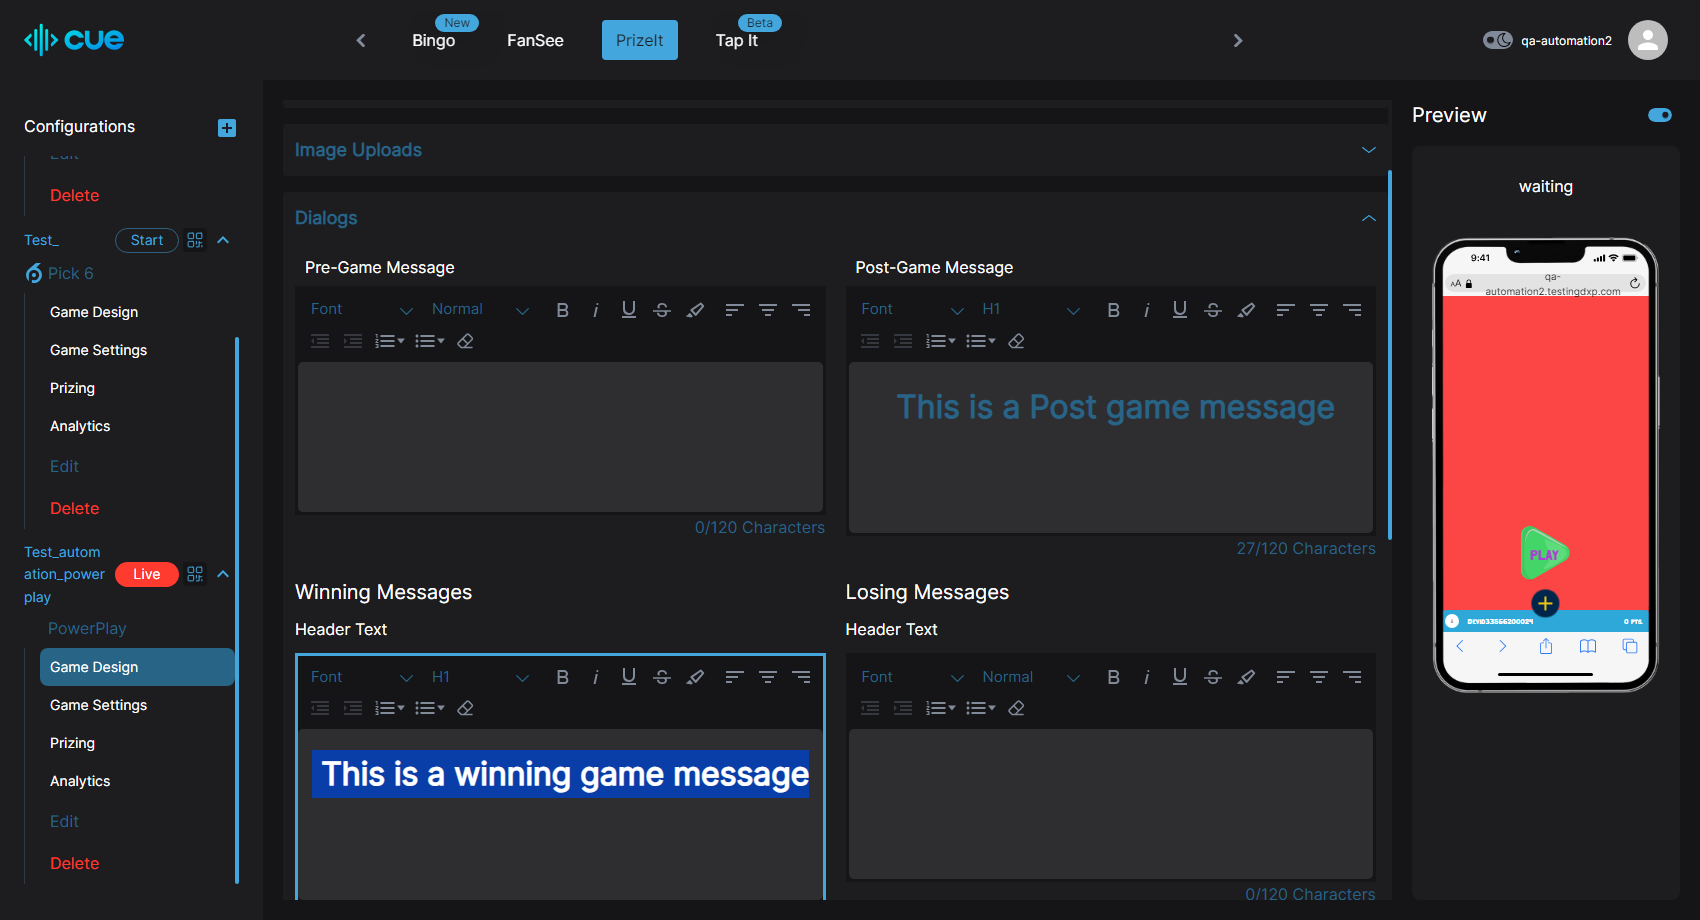 cue
New
Bingo
FanSee
PrizeIt
Beta
Tap It
qa-automation2
Configurations
Edit
Delete
Test_
Start
Pick 6
Game Design
Game Settings
Prizing
Analytics
Edit
Delete
Test_autom
ation_power
play
Live
PowerPlay
Game Design
Game Settings
Prizing
Analytics
Edit
Delete
Image Uploads
Dialogs
Pre-Game Message
Font Normal B i U S
0/120 Characters
Post-Game Message
Font H1 B i U S
This is a Post game message
27/120 Characters
Winning Messages
Header Text
Font H1 B i U S
This is a winning game message
Losing Messages
Header Text
Font Normal B i U S
0/120 Characters
Preview
waiting
9:41
AA
qa-
automation2.testingdxp.com
PLAY
0 PTS.